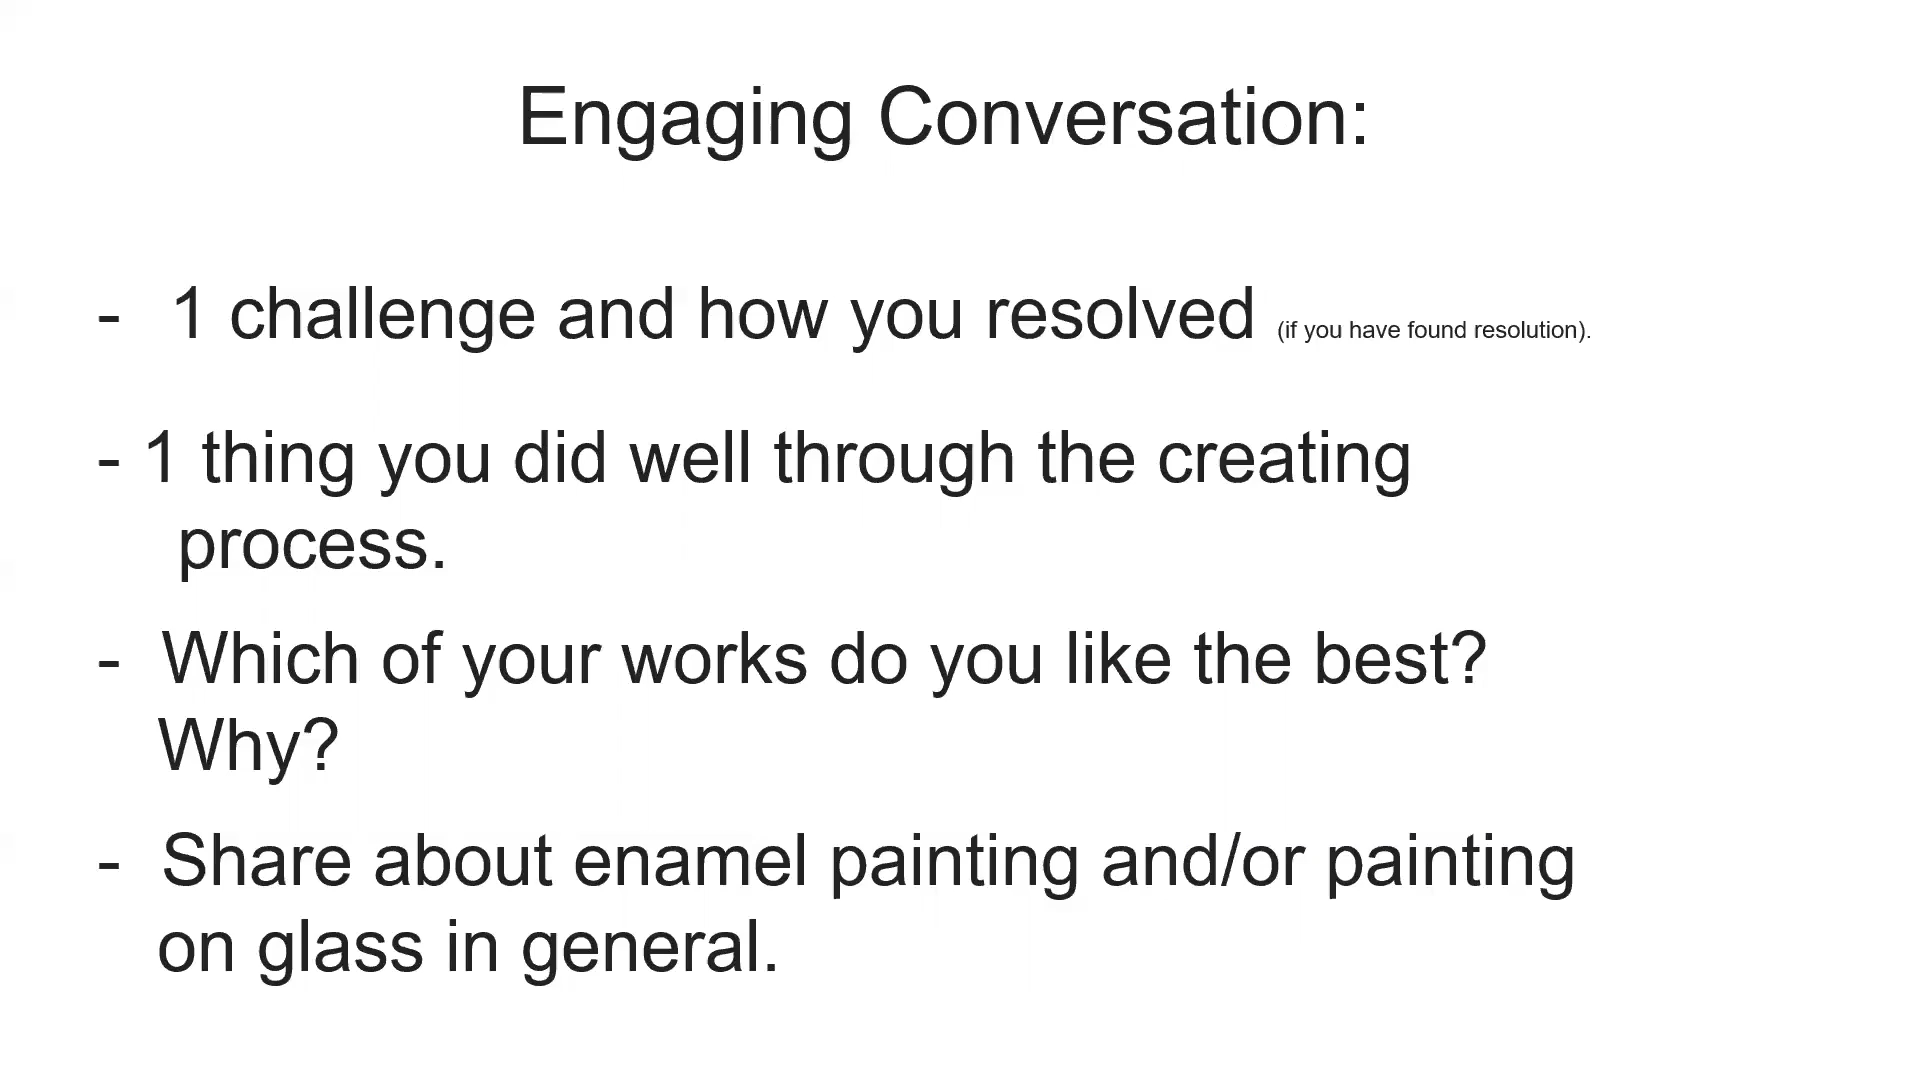 Engaging Conversation:
- 1 challenge and how you resolved (if you have found resolution).
- 1 thing you did well through the creating
process.
- Which of your works do you like the best?
Why?
- Share about enamel painting and/or painting
on glass in general.